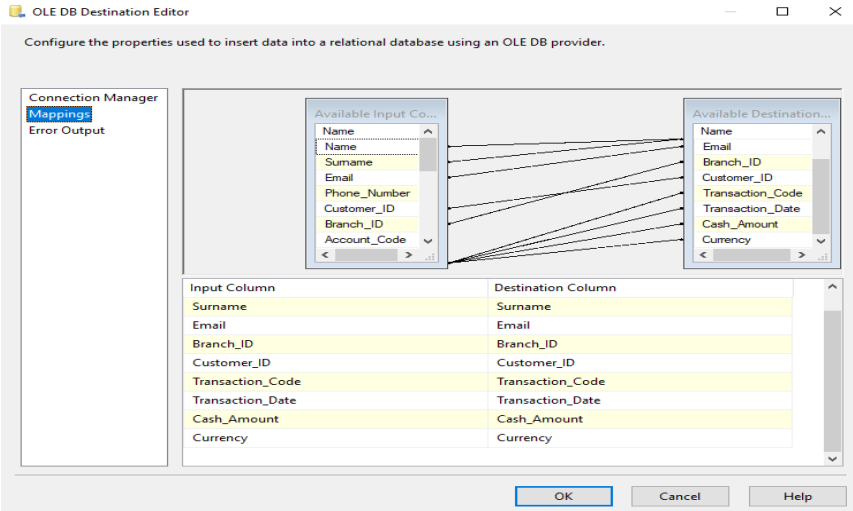 OLE DB Destination Editor
Configure the properties used to insert data into a relational database using an OLE DB provider.
Connection Manager
Mappings
Error Output
Available Input Co...
Name
Name
Surname
Email
Phone_Number
Customer_ID
Branch_ID
Account_Code
Available Destination...
Name
Email
Branch_ID
Customer_ID
Transaction_Code
Transaction_Date
Cash_Amount
Currency
Input Column Destination Column
Surname Surname
Email Email
Branch_ID Branch_ID
Customer_ID Customer_ID
Transaction_Code Transaction_Code
Transaction_Date Transaction_Date
Cash_Amount Cash_Amount
Currency Currency
OK Cancel Help